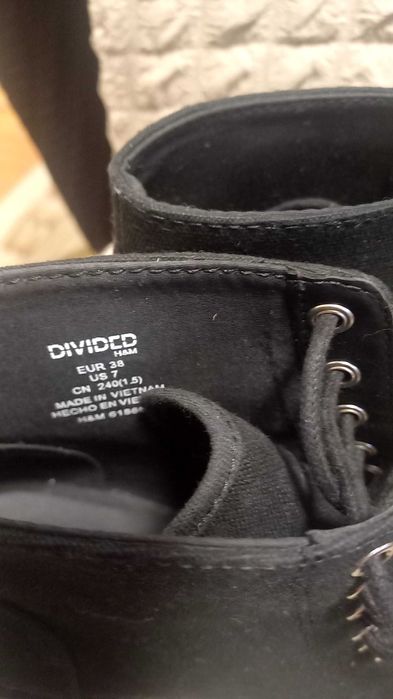 DIVIDED
H&M
EUR 38
US 7
CN 240(1.5)
MADE IN VIETNAM
HECHO EN VIE
H&M